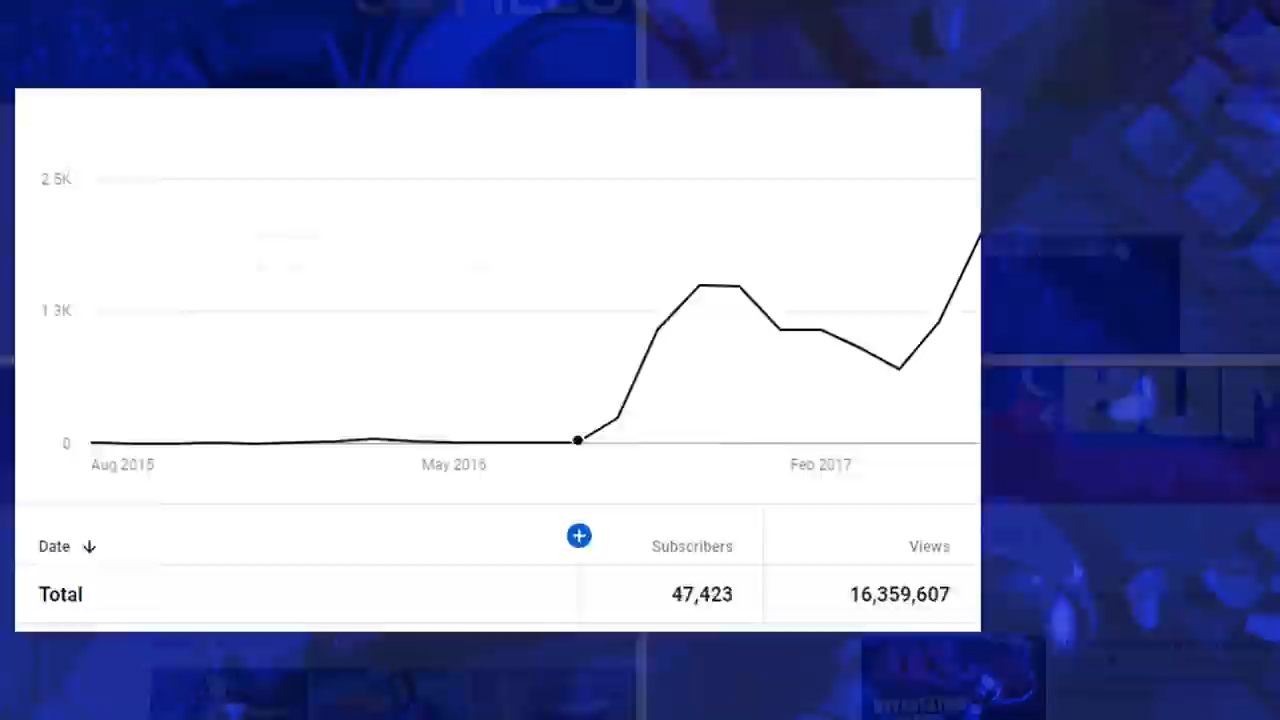 2.5K
1.3K
0
Aug 2015 May 2016 Feb 2017
Date Subscribers Views
Total 47,423 16,359,607